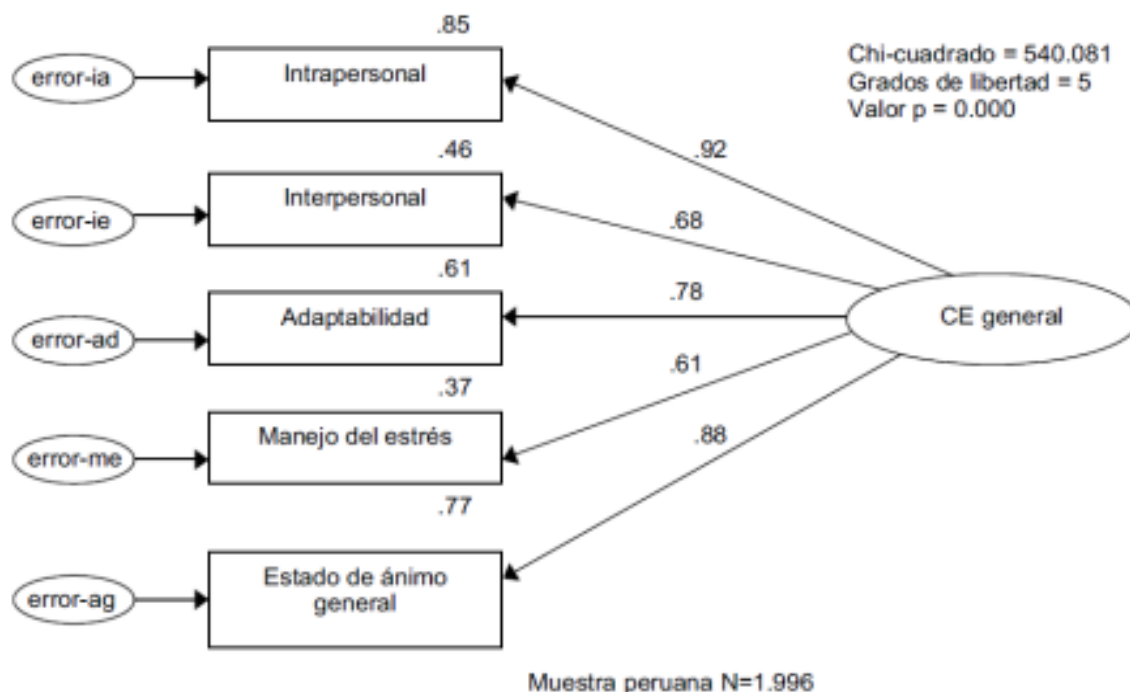 .85
error-ia
Intrapersonal
Chi-cuadrado = 540.081
Grados de libertad = 5
Valor p = 0.000
.92
.46
error-ie
Interpersonal
.68
.61
error-ad
Adaptabilidad
.78
CE general
.37
.61
error-me
Manejo del estrés
.88
.77
error-ag
Estado de ánimo
general
Muestra peruana N=1.996